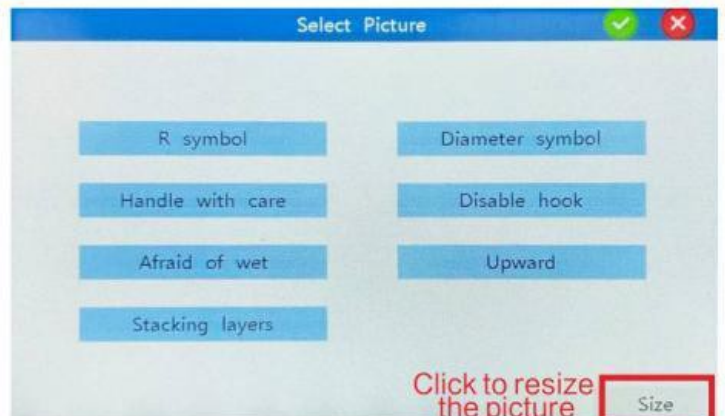 Select Picture
R symbol
Diameter symbol
Handle with care
Disable hook
Afraid of wet
Upward
Stacking layers
Click to resize
the picture
Size